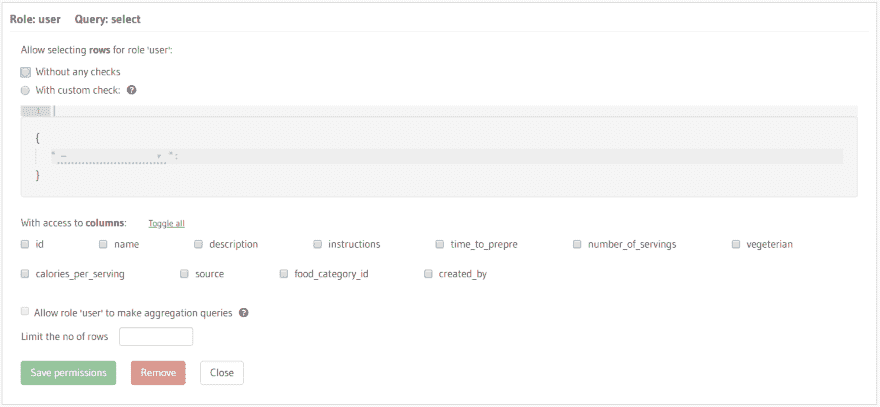 Role: user Query: select
Allow selecting rows for role 'user':
Without any checks
With custom check: ?
1
{
" – ":
}
With access to columns: Toggle all
id name description instructions time_to_prepre number_of_servings vegeterian
calories_per_serving source food_category_id created_by
Allow role 'user' to make aggregation queries ?
Limit the no of rows
Save permissions Remove Close